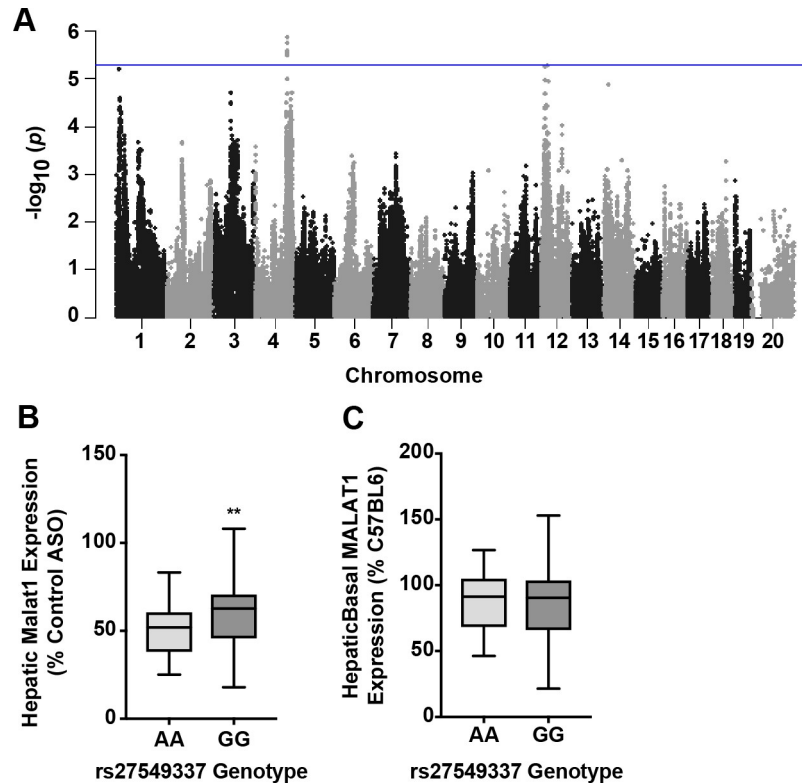 A
-log10 (p)
6
5
4
3
2
1
0
1 2 3 4 5 6 7 8 9 10 11 12 13 14 15 16 17 18 19 20
Chromosome
B
Hepatic Malat1 Expression
(% Control ASO)
150
100
50
0
**
AA GG
rs27549337 Genotype
C
HepaticBasal MALAT1
Expression (% C57BL6)
200
150
100
50
0
AA GG
rs27549337 Genotype